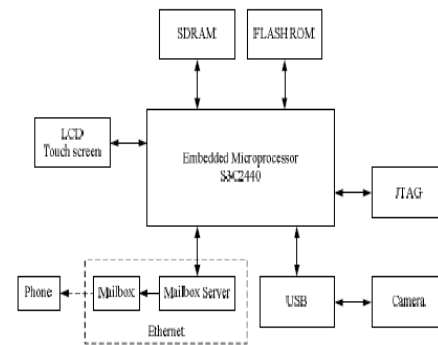 SDRAM
FLASH ROM
LCD
Touch screen
Embedded Microprocessor
S3C2440
JTAG
Phone
Mailbox
Mailbox Server
Ethernet
USB
Camera